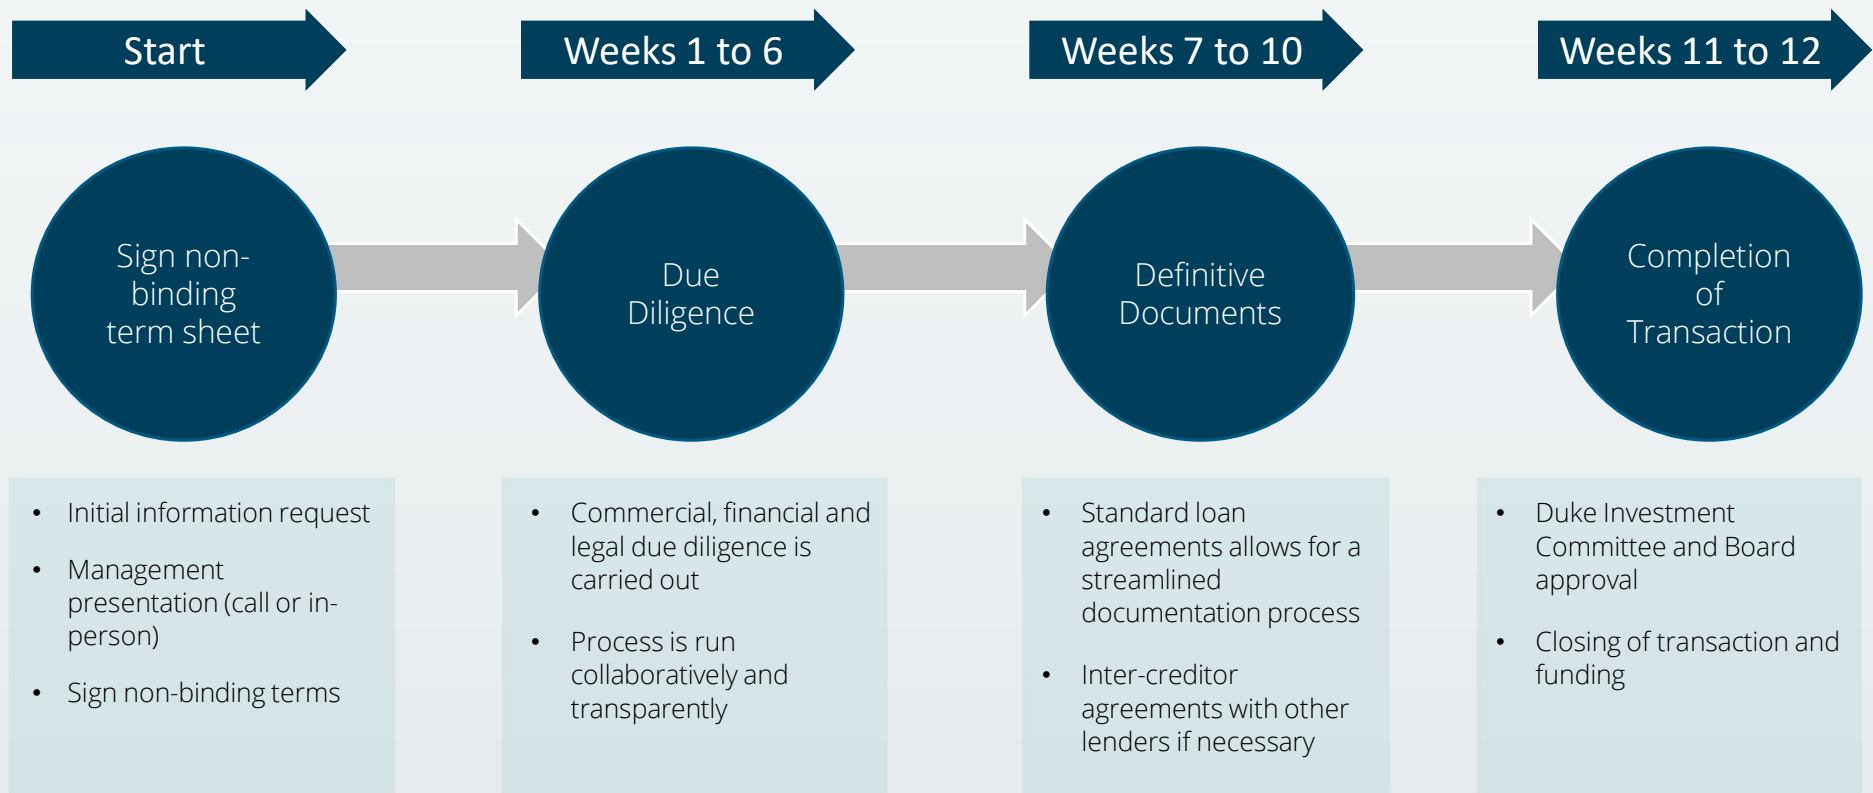 Start
Weeks 1 to 6
Weeks 7 to 10
Weeks 11 to 12
Sign non-
binding
term sheet
Due
Diligence
Definitive
Documents
Completion
of
Transaction
• Initial information request
• Management
presentation (call or in-
person)
• Sign non-binding terms
• Commercial, financial and
legal due diligence is
carried out
• Process is run
collaboratively and
transparently
• Standard loan
agreements allows for a
streamlined
documentation process
• Inter-creditor
agreements with other
lenders if necessary
• Duke Investment
Committee and Board
approval
• Closing of transaction and
funding